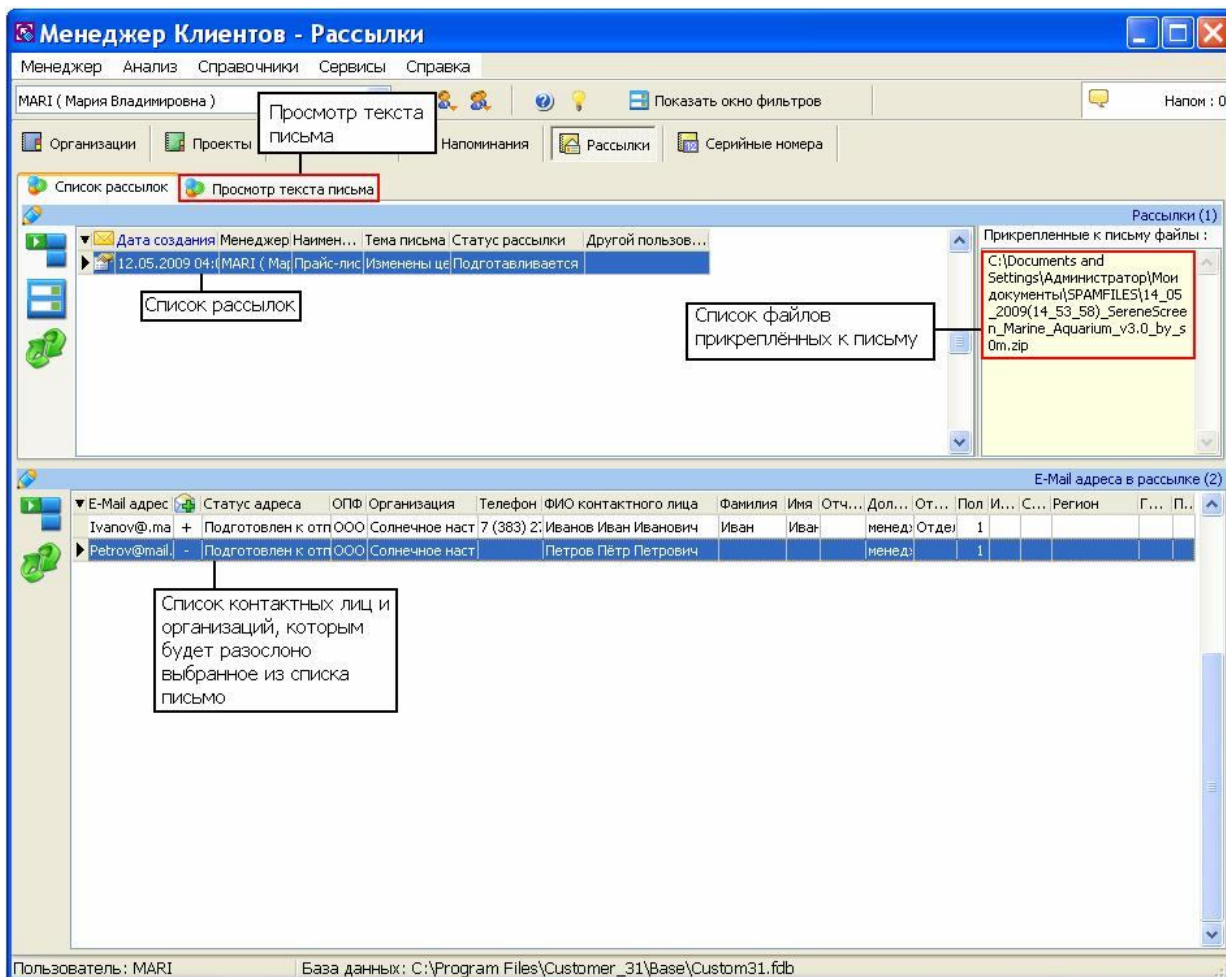 Менеджер Клиентов - Рассылки
Менеджер Анализ Справочники Сервисы Справка
MARI ( Мария Владимировна )
Показать окно фильтров
Напом : 0
Просмотр текста
письма
Организации Проекты Напоминания Рассылки Серийные номера
Список рассылок Просмотр текста письма
Рассылки (1)
Дата создания Менеджер Наимен... Тема письма Статус рассылки Другой пользов...
12.05.2009 04:( MARI ( Мар Прайс-лис Изменены це Подготавливается
Список рассылок
Прикрепленные к письму файлы :
C:\Documents and
Settings\Администратор\Мои
документы\SPAMFILES\14_05
_2009(14_53_58)_SereneScree
n_Marine_Aquarium_v3.0_by_s
0m.zip
Список файлов
прикреплённых к письму
E-Mail адреса в рассылке (2)
E-Mail адрес Статус адреса ОПФ Организация Телефон ФИО контактного лица Фамилия Имя Отч... Дол... От... Пол И... С... Регион Г... П..
Ivanov@.ma + Подготовлен к отп ООО Солнечное наст 7 (383) 2 Иванов Иван Иванович Иван Иван менед Отдел 1
Petrov@mail. - Подготовлен к отп ООО Солнечное наст Петров Пётр Петрович менед 1
Список контактных лиц и
организаций, которым
будет разослоно
выбранное из списка
письмо
Пользователь: MARI База данных: C:\Program Files\Customer_31\Base\Custom31.fdb